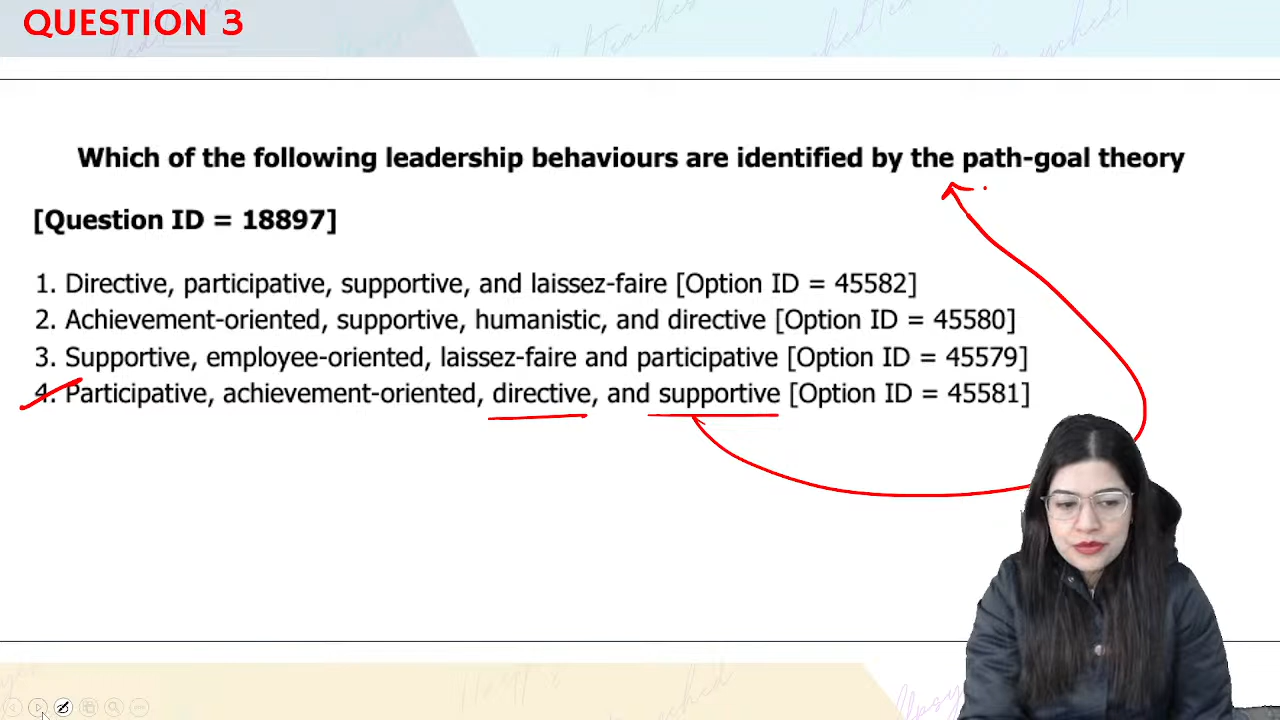 QUESTION 3
Which of the following leadership behaviours are identified by the path-goal theory
[Question ID = 18897]
1. Directive, participative, supportive, and laissez-faire [Option ID = 45582]
2. Achievement-oriented, supportive, humanistic, and directive [Option ID = 45580]
3. Supportive, employee-oriented, laissez-faire and participative [Option ID = 45579]
4. Participative, achievement-oriented, directive, and supportive [Option ID = 45581]